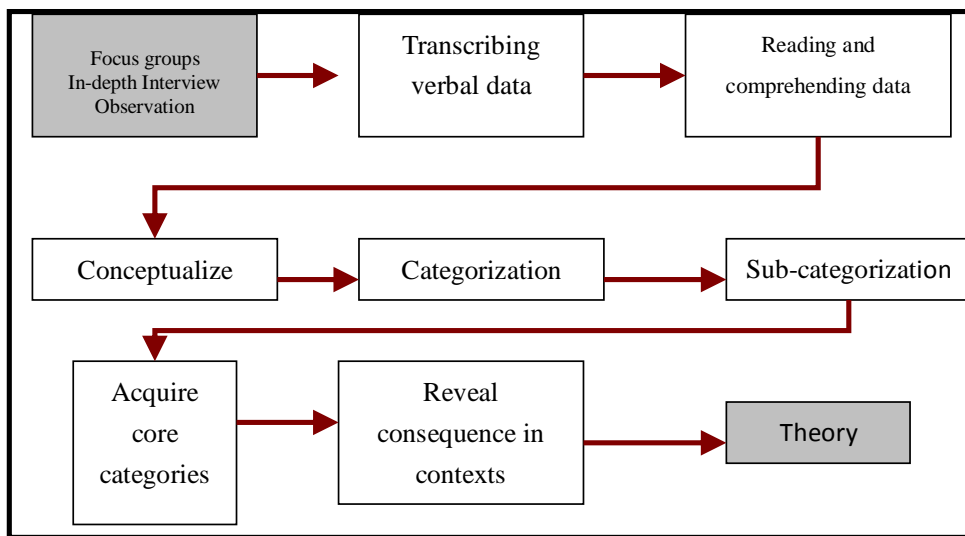 Focus groups
In-depth Interview
Observation
Transcribing
verbal data
Reading and
comprehending data
Conceptualize
Categorization
Sub-categorization
Acquire
core
categories
Reveal
consequence in
contexts
Theory